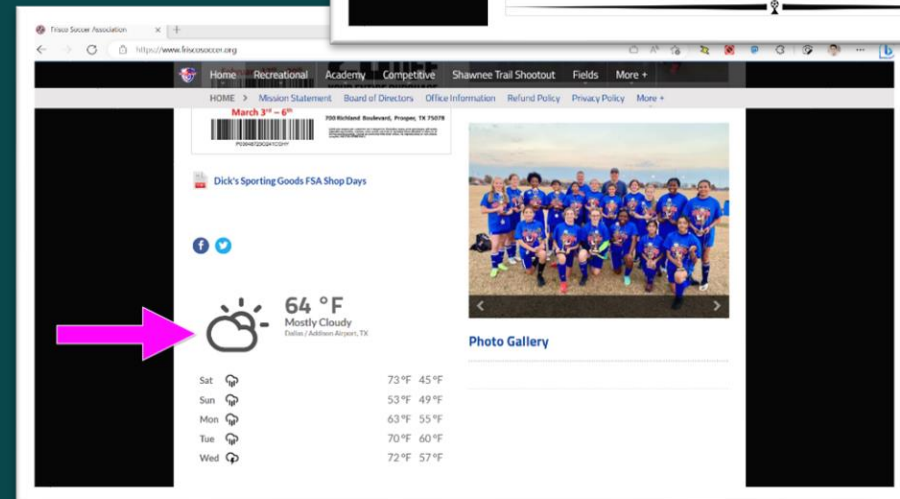 Frisco Soccer Association
https://www.friscosoccer.org
Home Recreational Academy Competitive Shawnee Trail Shootout Fields More +
HOME > Mission Statement Board of Directors Office Information Refund Policy Privacy Policy More +
March 3rd – 6th
700 Richland Boulevard, Prosper, TX 75078
Dick's Sporting Goods FSA Shop Days
64 °F
Mostly Cloudy
Dallas / Addison Airport, TX
Photo Gallery
Sat 73°F 45°F
Sun 53°F 49°F
Mon 63°F 55°F
Tue 70°F 60°F
Wed 72°F 57°F